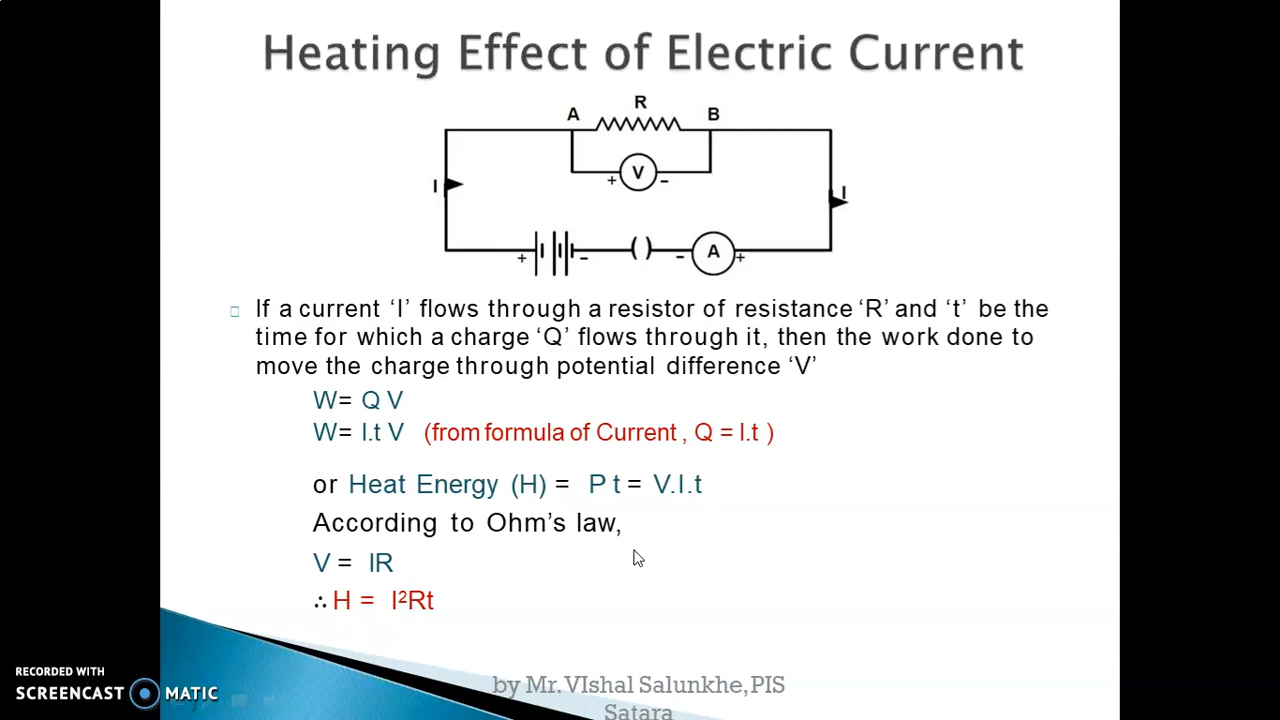 Heating Effect of Electric Current
R
A
B
V
+
-
I
I
+
-
( )
-
A
+
If a current ‘I’ flows through a resistor of resistance ‘R’ and ‘t’ be the
time for which a charge ‘Q’ flows through it, then the work done to
move the charge through potential difference ‘V’
W= Q V
W= I.t V (from formula of Current , Q = I.t )
or Heat Energy (H) = P t = V.I.t
According to Ohm’s law,
V = IR
∴ H = I²Rt
RECORDED WITH
SCREENCAST MATIC
by Mr. VIshal Salunkhe,PIS
Satara